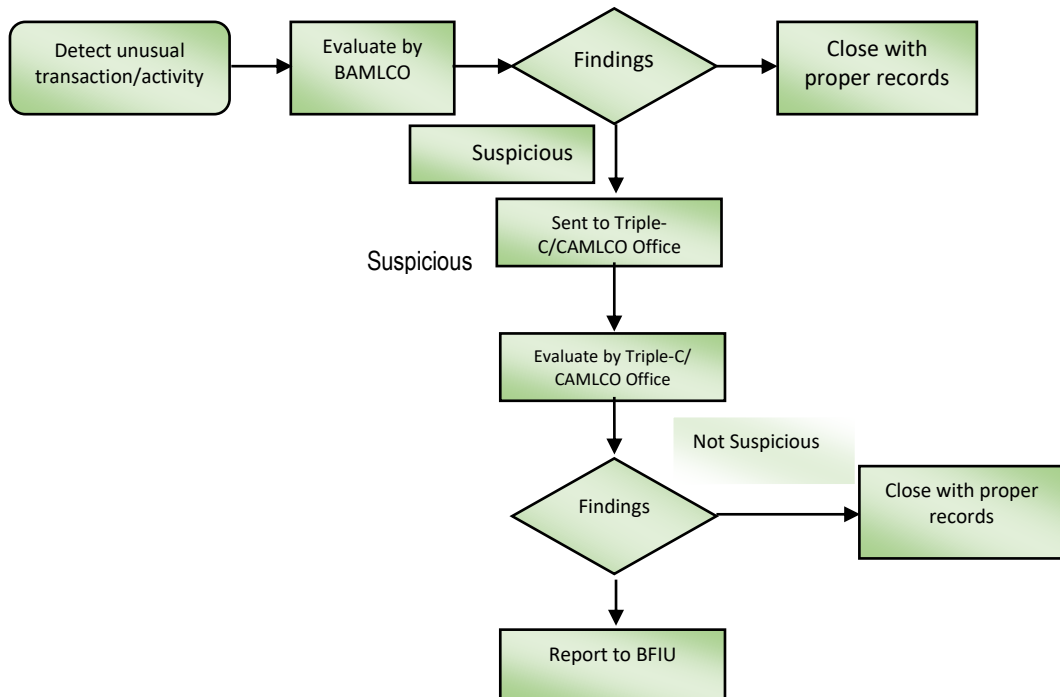 Detect unusual
transaction/activity
Evaluate by
BAMLCO
Findings
Close with
proper records
Suspicious
Sent to Triple-
C/CAMLCO Office
Suspicious
Evaluate by Triple-C/
CAMLCO Office
Not Suspicious
Findings
Close with proper
records
Report to BFIU